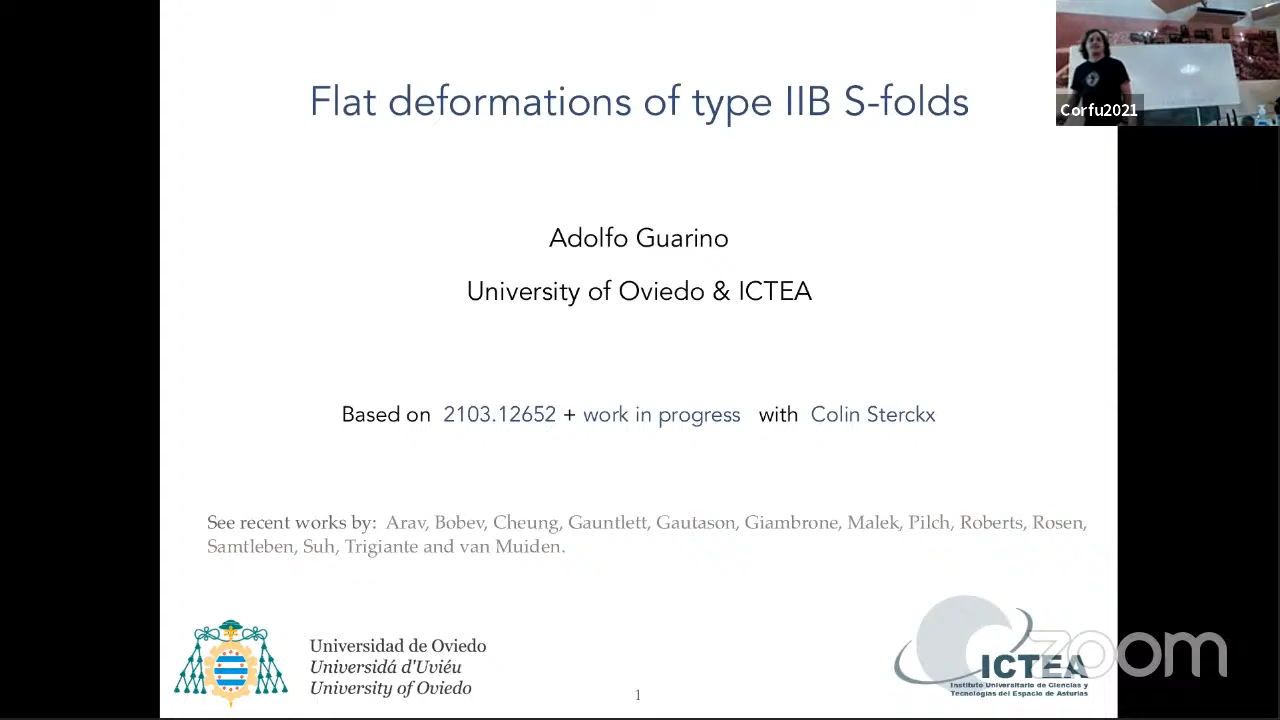 Flat deformations of type IIB S-folds
Corfu2021
Adolfo Guarino
University of Oviedo & ICTEA
Based on 2103.12652 + work in progress with Colin Sterckx
See recent works by: Arav, Bobev, Cheung, Gauntlett, Gautason, Giambrone, Malek, Pilch, Roberts, Rosen,
Samtleben, Suh, Trigiante and van Muiden.
Universidad de Oviedo
Universidá d'Uviéu
University of Oviedo
ICTEA
Instituto Universitario de Ciencias y
Tecnologías del Espacio de Asturias
zoom
1